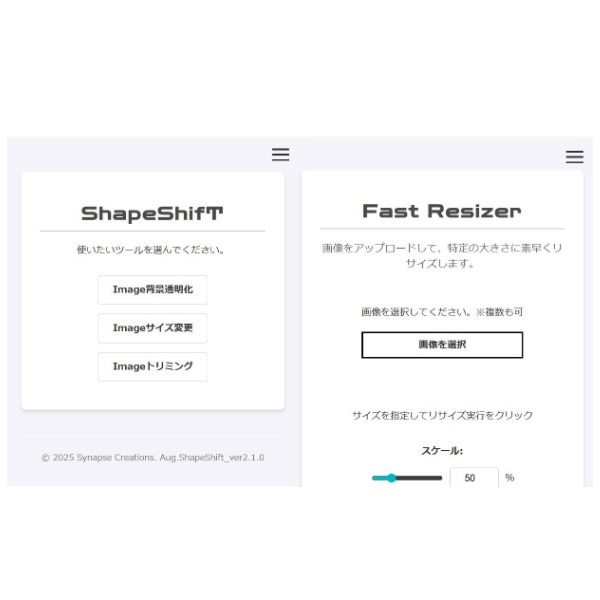 ShapeShifT
使いたいツールを選んでください。
Image背景透明化
Imageサイズ変更
Imageトリミング
© 2025 Synapse Creations. Aug.ShapeShift_ver2.1.0
Fast Resizer
画像をアップロードして、特定の大きさに素早くリ
サイズします。
画像を選択してください。※複数も可
画像を選択
サイズを指定してリサイズ実行をクリック
スケール:
50 %